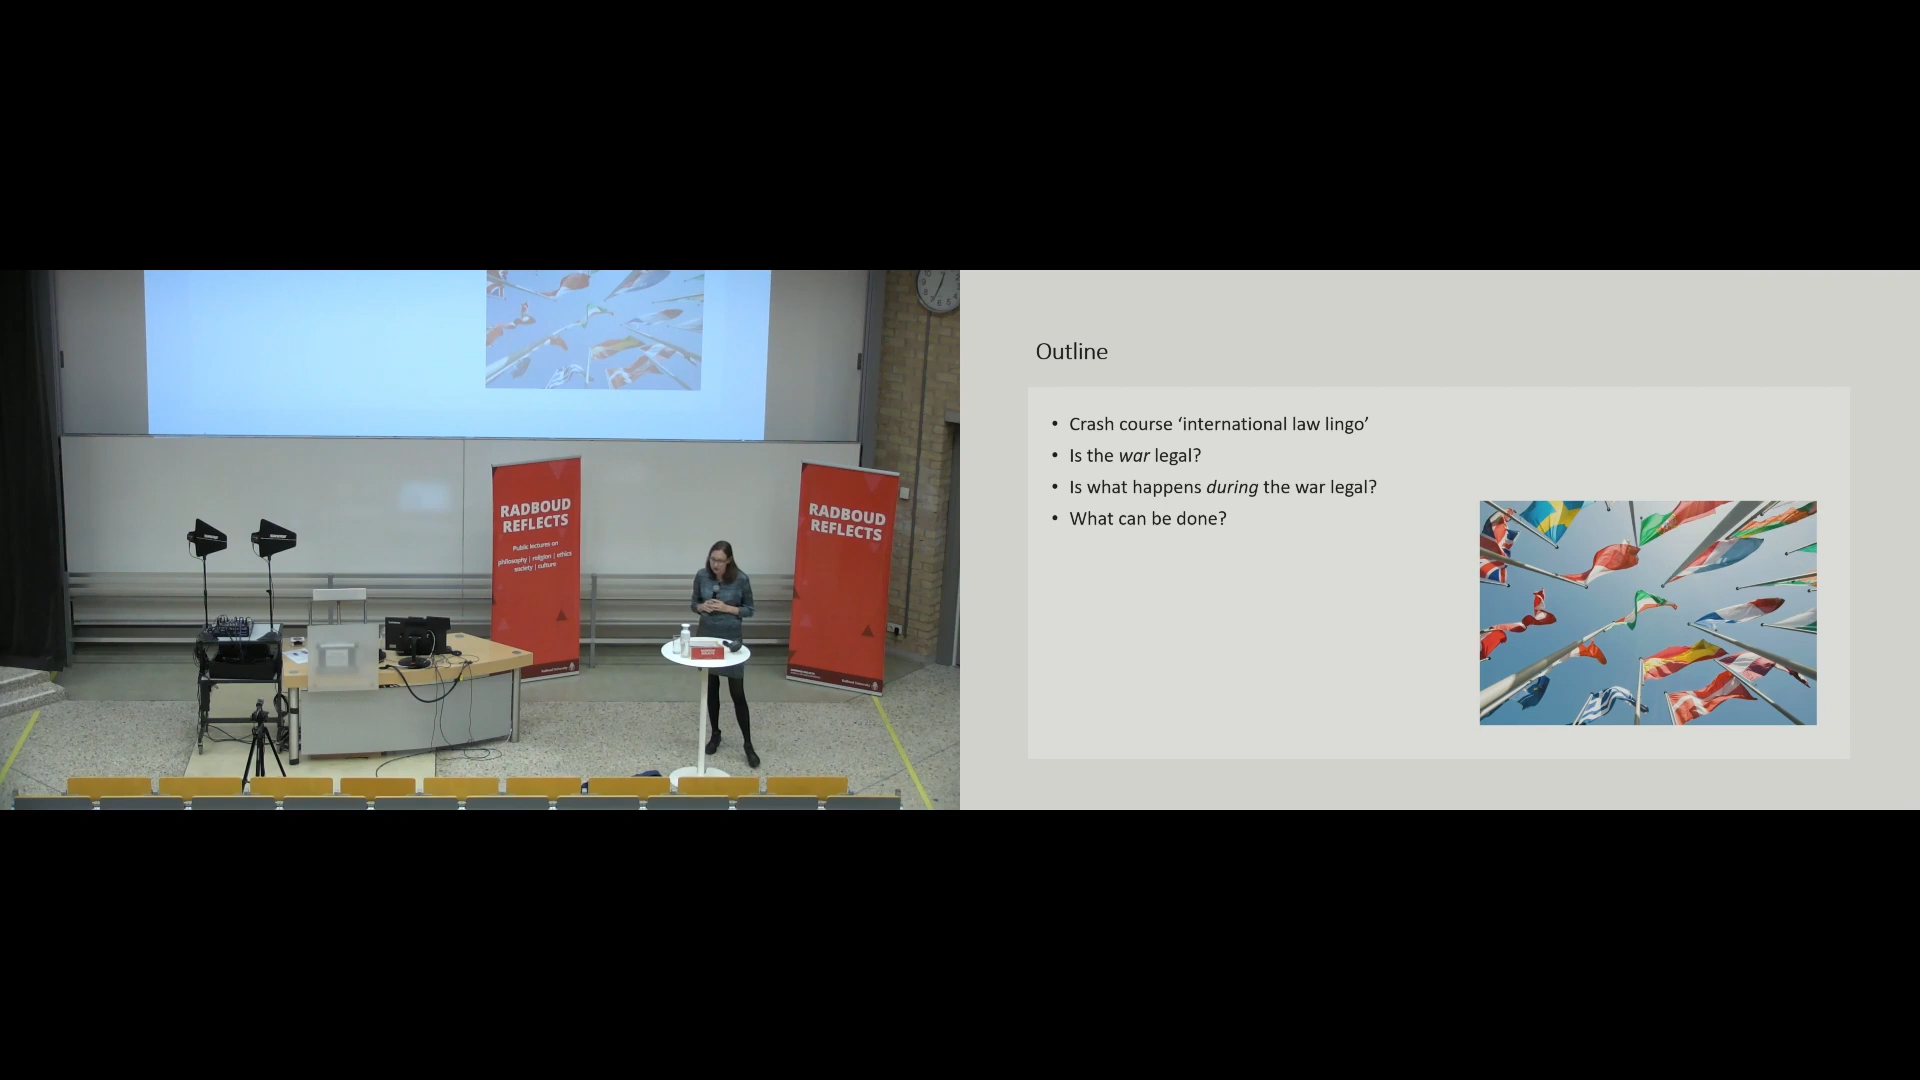 RADBOUD
REFLECTS
Public lectures on
philosophy | religion | ethics
society | culture
RADBOUD
REFLECTS
Outline
• Crash course ‘international law lingo’
• Is the war legal?
• Is what happens during the war legal?
• What can be done?